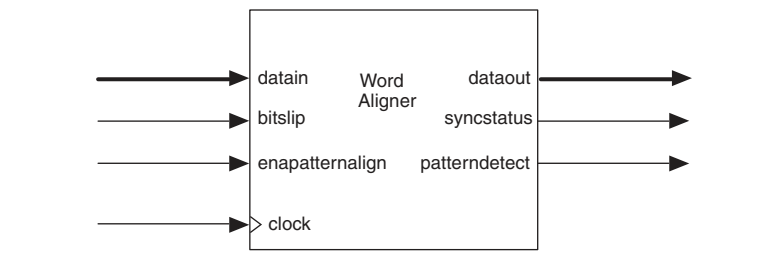 datain
Word
Aligner
dataout
bitslip
syncstatus
enapatternalign
patterndetect
clock